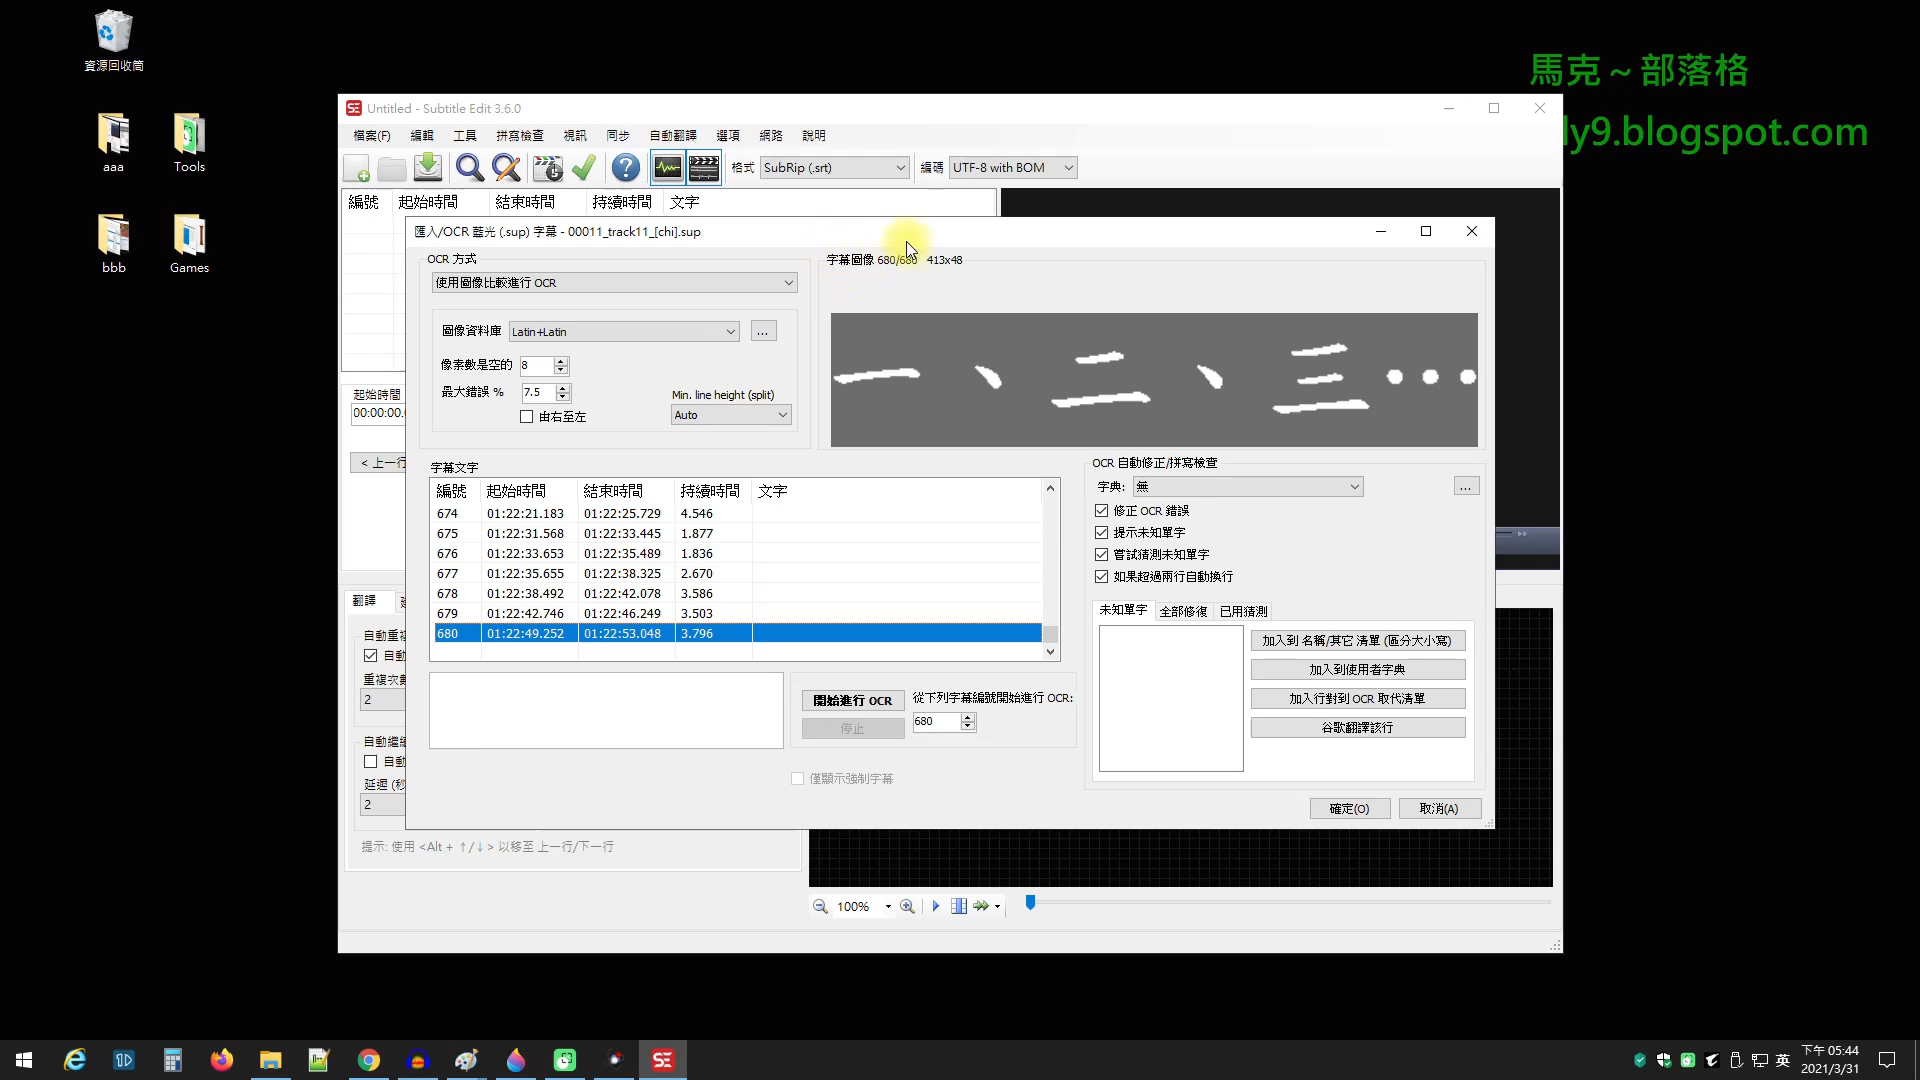 資源回收筒
aaa
Tools
bbb
Games
馬克～部落格
ly9.blogspot.com
Untitled - Subtitle Edit 3.6.0
檔案(F) 編輯 工具 拼寫檢查 視訊 同步 自動翻譯 選項 網路 說明
格式 SubRip (.srt) 編碼 UTF-8 with BOM
編號 起始時間 結束時間 持續時間 文字
匯入/OCR 藍光 (.sup) 字幕 - 00011_track11_[chi].sup
OCR 方式
使用圖像比較進行 OCR
圖像資料庫 Latin+Latin ...
像素數是空的 8
最大錯誤 % 7.5
由右至左
Min. line height (split)
Auto
字幕圖像 680/680 413x48
一、二、三...
起始時間
00:00:00.
< 上一行
字幕文字
編號 起始時間 結束時間 持續時間 文字
674 01:22:21.183 01:22:25.729 4.546
675 01:22:31.568 01:22:33.445 1.877
676 01:22:33.653 01:22:35.489 1.836
677 01:22:35.655 01:22:38.325 2.670
678 01:22:38.492 01:22:42.078 3.586
679 01:22:42.746 01:22:46.249 3.503
680 01:22:49.252 01:22:53.048 3.796
開始進行 OCR
停止
從下列字幕編號開始進行 OCR:
680
僅顯示強制字幕
OCR 自動修正/拼寫檢查
字典: 無 ...
修正 OCR 錯誤
提示未知單字
嘗試猜測未知單字
如果超過兩行自動換行
未知單字 全部修復 已用猜測
加入到 名稱/其它 清單 (區分大小寫)
加入到使用者字典
加入行對到 OCR 取代清單
谷歌翻譯該行
確定(O) 取消(A)
翻譯
自動重複
自動
重複次數
2
自動繼續
自動
延遲 (秒
2
提示: 使用 <Alt + ↑/↓ > 以移至 上一行/下一行
100%
英
下午 05:44
2021/3/31